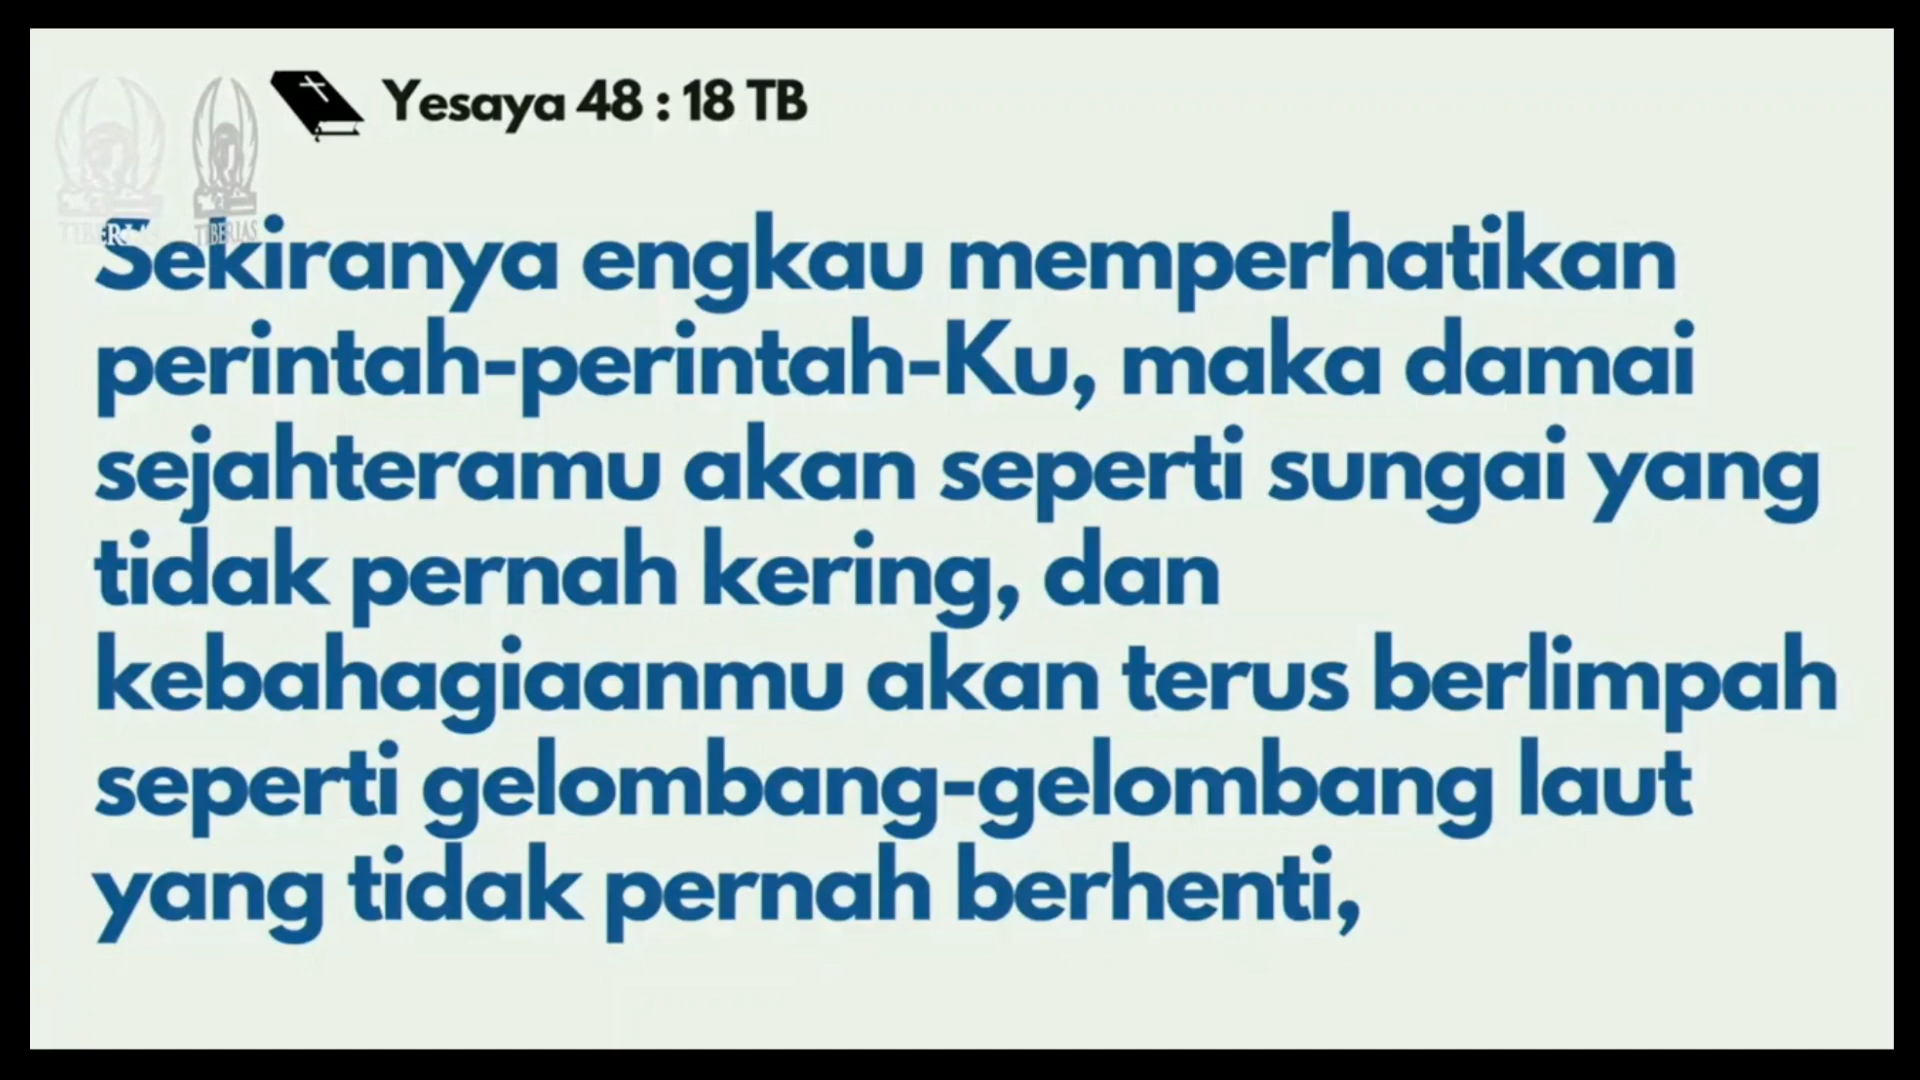 Yesaya 48 : 18 TB
TIBERIAS
Sekiranya engkau memperhatikan
perintah-perintah-Ku, maka damai
sejahteramu akan seperti sungai yang
tidak pernah kering, dan
kebahagiaanmu akan terus berlimpah
seperti gelombang-gelombang laut
yang tidak pernah berhenti,